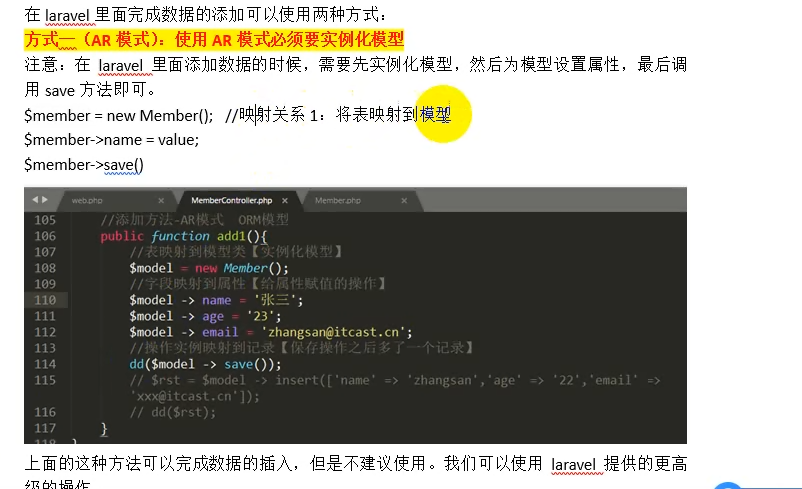 在 laravel 里面完成数据的添加可以使用两种方式：
方式一（AR 模式）：使用 AR 模式必须要实例化模型
注意：在 laravel 里面添加数据的时候，需要先实例化模型，然后为模型设置属性，最后调
用 save 方法即可。
$member = new Member(); //映射关系 1：将表映射到模型
$member->name = value;
$member->save()
web.php × MemberController.php × Member.php ×
105 //添加方法-AR模式 ORM模型
106 public function add1(){
107 //表映射到模型类【实例化模型】
108 $model = new Member();
109 //字段映射到属性【给属性赋值的操作】
110 $model -> name = '张三';
111 $model -> age = '23';
112 $model -> email = 'zhangsan@itcast.cn';
113 //操作实例映射到记录【保存操作之后多了一个记录】
114 dd($model -> save());
115 // $rst = $model -> insert(['name' => 'zhangsan','age' => '22','email' =>
'xxx@itcast.cn']);
116 // dd($rst);
117 }
118 }
上面的这种方法可以完成数据的插入，但是不建议使用。我们可以使用 laravel 提供的更高
级的操作